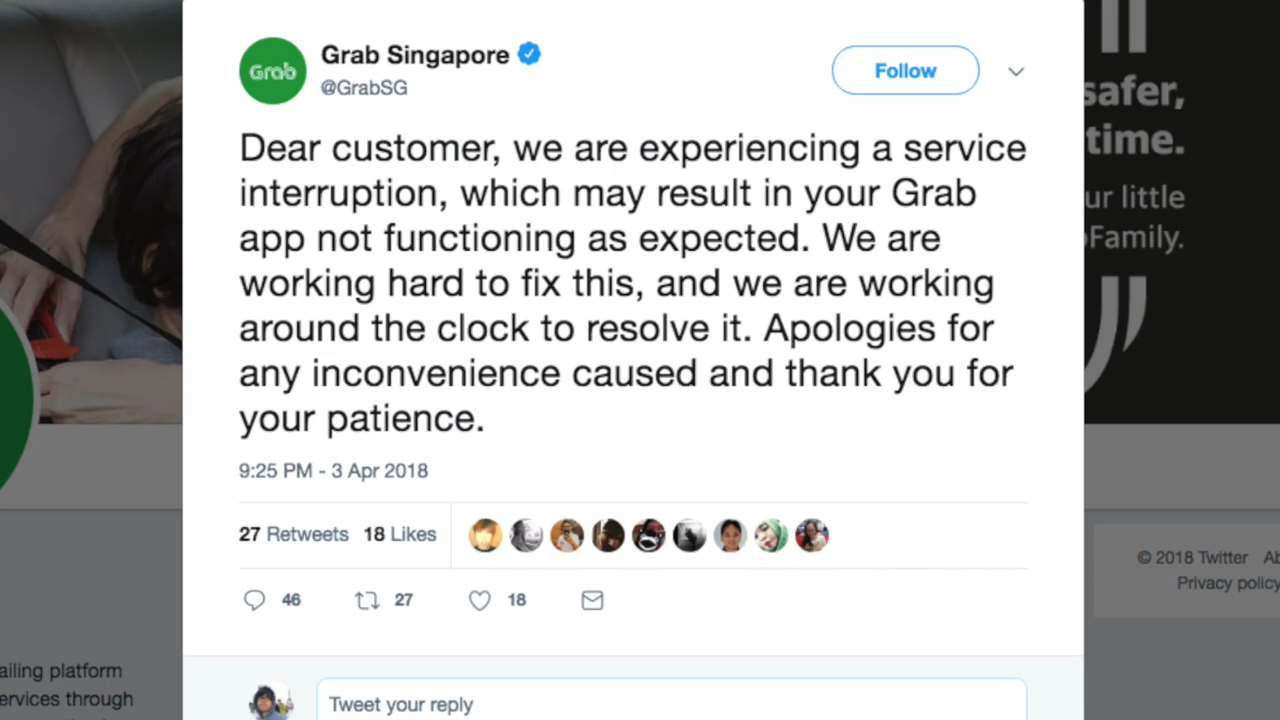 Grab
Grab Singapore
@GrabSG
Follow
Dear customer, we are experiencing a service
interruption, which may result in your Grab
app not functioning as expected. We are
working hard to fix this, and we are working
around the clock to resolve it. Apologies for
any inconvenience caused and thank you for
your patience.
9:25 PM - 3 Apr 2018
27 Retweets 18 Likes
46 27 18
Tweet your reply
safer,
time.
ur little
Family.
© 2018 Twitter Ab
Privacy policy
ailing platform
ervices through